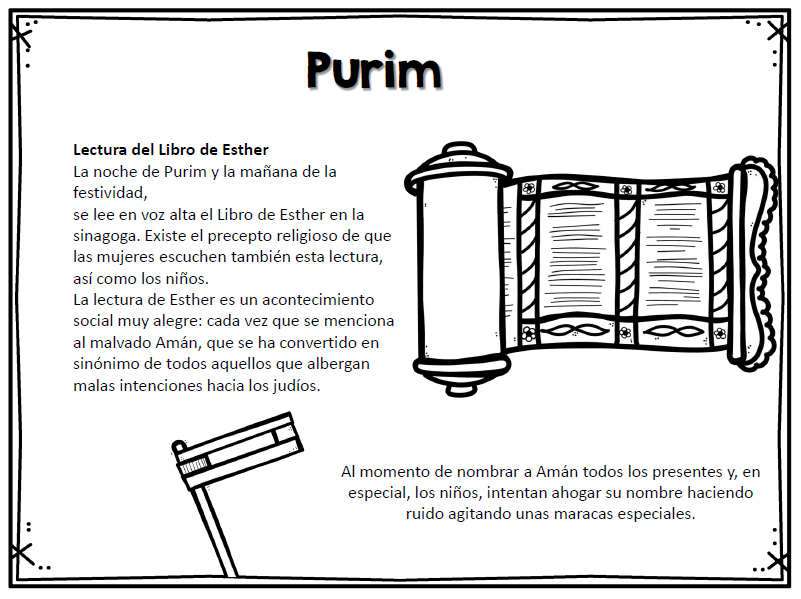 Purim
Lectura del Libro de Esther
La noche de Purim y la mañana de la
festividad,
se lee en voz alta el Libro de Esther en la
sinagoga. Existe el precepto religioso de que
las mujeres escuchen también esta lectura,
así como los niños.
La lectura de Esther es un acontecimiento
social muy alegre: cada vez que se menciona
al malvado Amán, que se ha convertido en
sinónimo de todos aquellos que albergan
malas intenciones hacia los judíos.
Al momento de nombrar a Amán todos los presentes y, en
especial, los niños, intentan ahogar su nombre haciendo
ruido agitando unas maracas especiales.